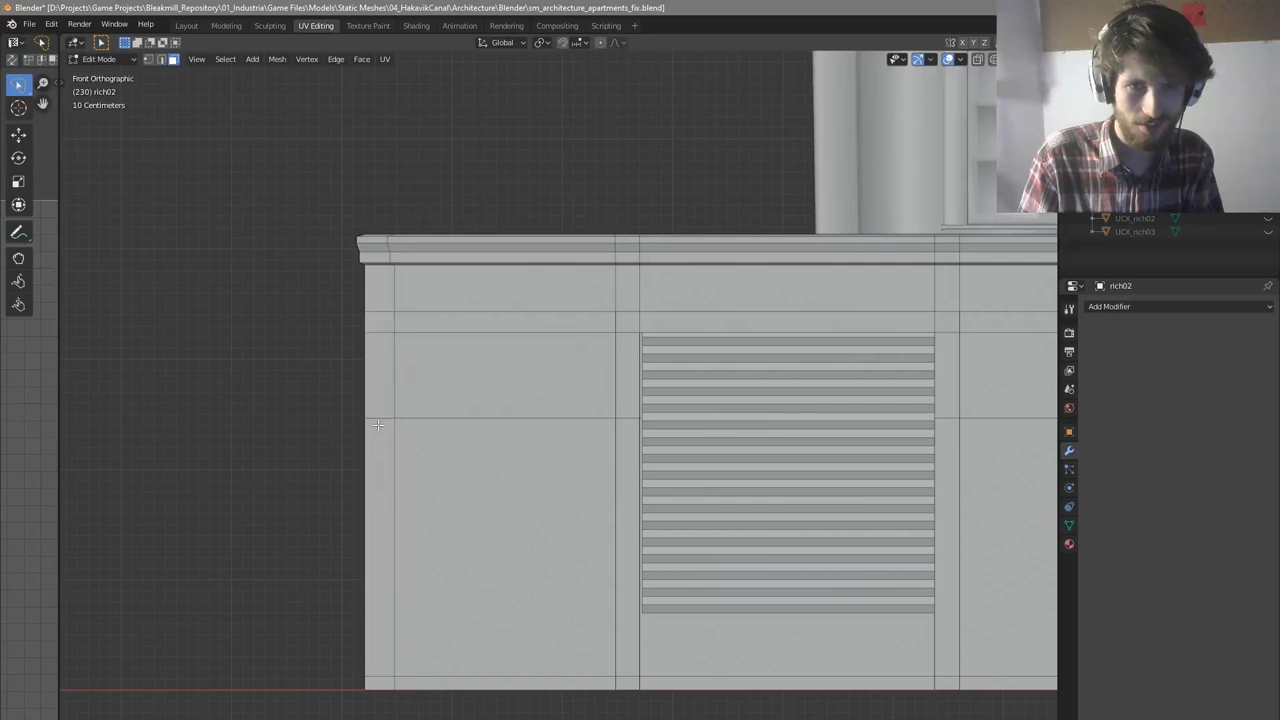 Blender* [D:\Projects\Game Projects\Bleakmill_Repository\01_Industria\Game Files\Models\Static Meshes\04_HakavikCanal\Architecture\Blender\sm_architecture_apartments_fix.blend]
File Edit Render Window Help Layout Modeling Sculpting UV Editing Texture Paint Shading Animation Rendering Compositing Scripting
Global X Y Z
Edit Mode View Select Add Mesh Vertex Edge Face UV
Front Orthographic
(230) rich02
10 Centimeters
UCX_rich02
UCX_rich03
rich02
Add Modifier